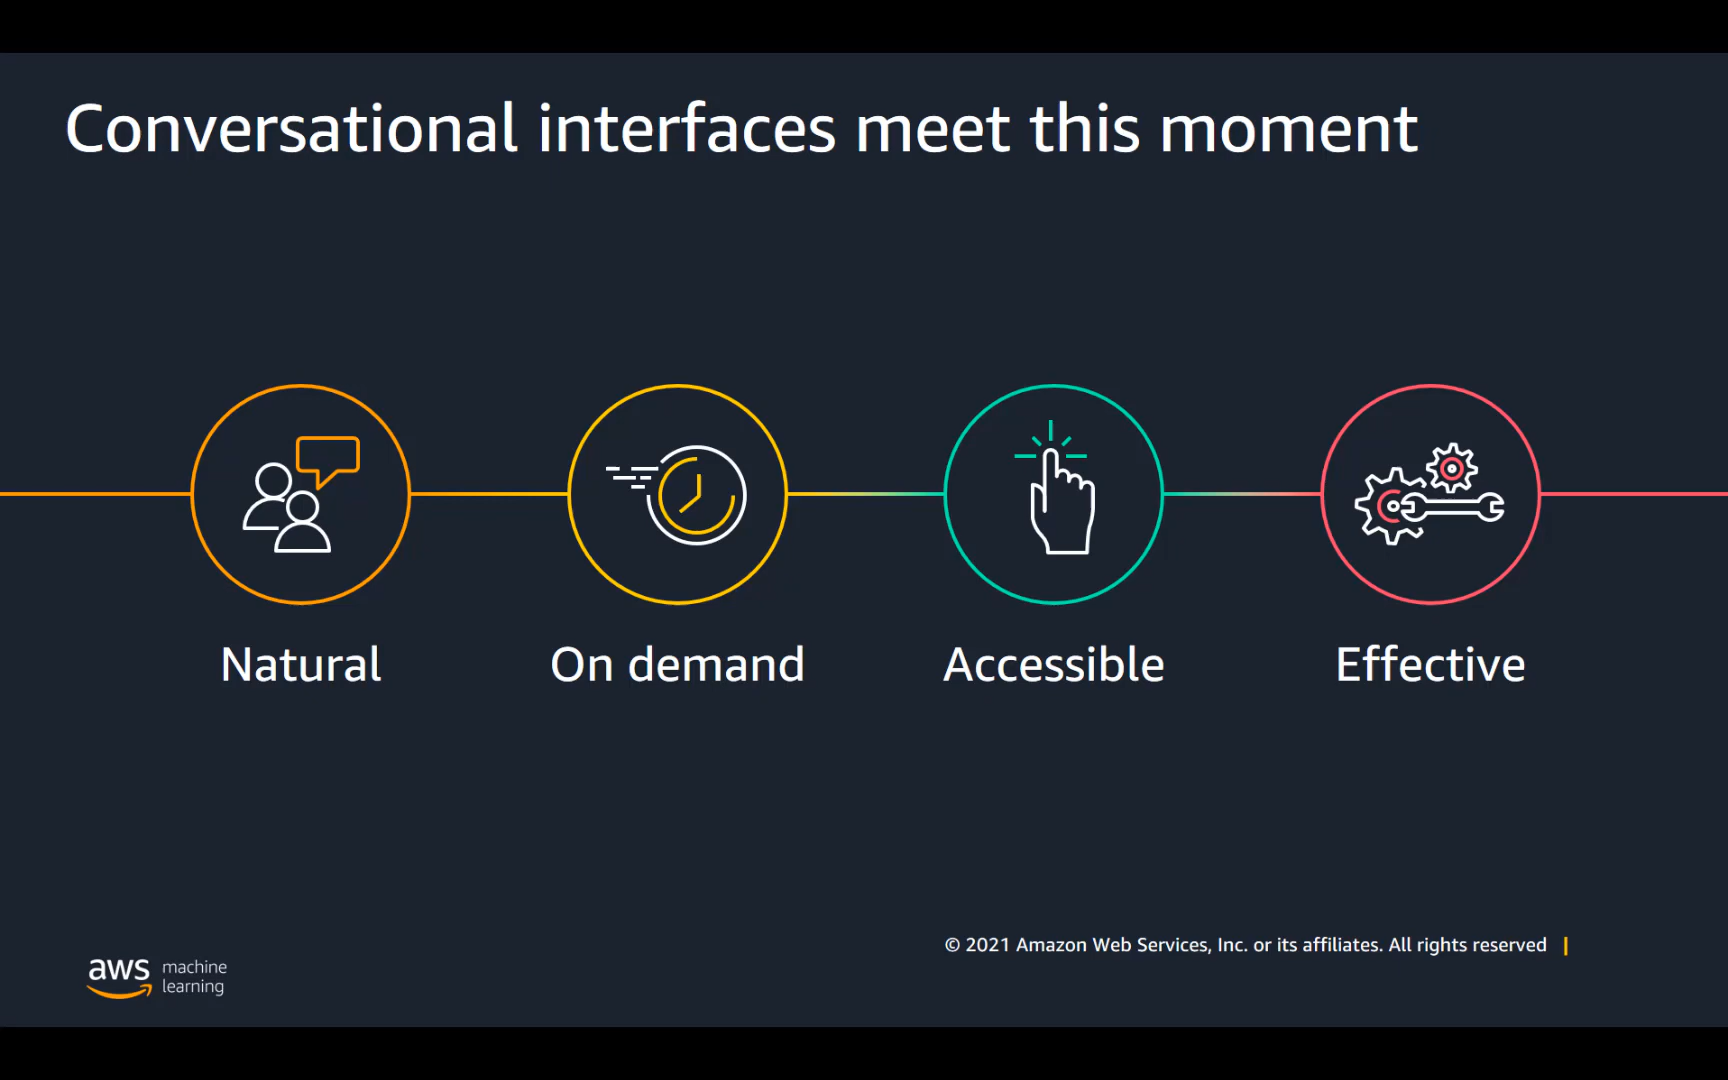 Conversational interfaces meet this moment
Natural
On demand
Accessible
Effective
© 2021 Amazon Web Services, Inc. or its affiliates. All rights reserved |
aws machine
learning